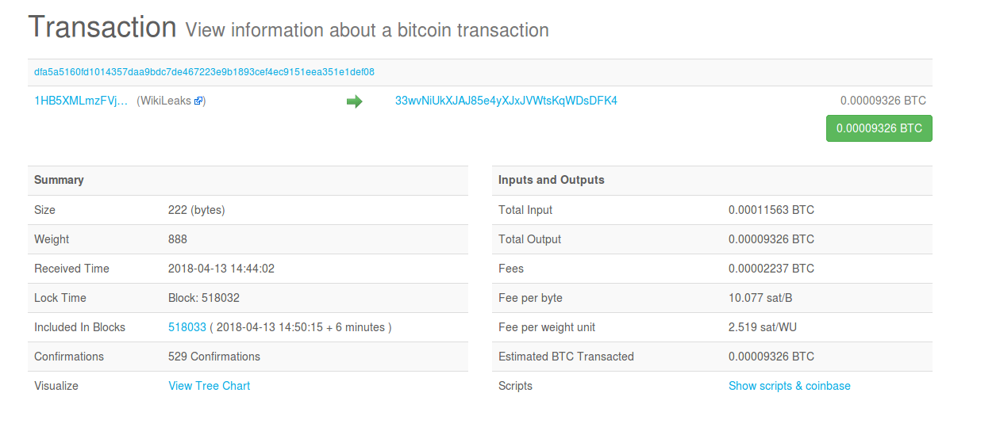 Transaction View information about a bitcoin transaction
dfa5a5160fd1014357daa9bdc7de467223e9b1893cef4ec9151eea351e1def08
1HB5XMLmzFVj... (WikiLeaks) 33wvNiUkXJAJ85e4yXJxJVWtsKqWDsDFK4 0.00009326 BTC
0.00009326 BTC
Summary
Size 222 (bytes)
Weight 888
Received Time 2018-04-13 14:44:02
Lock Time Block: 518032
Included In Blocks 518033 ( 2018-04-13 14:50:15 + 6 minutes )
Confirmations 529 Confirmations
Visualize View Tree Chart
Inputs and Outputs
Total Input 0.00011563 BTC
Total Output 0.00009326 BTC
Fees 0.00002237 BTC
Fee per byte 10.077 sat/B
Fee per weight unit 2.519 sat/WU
Estimated BTC Transacted 0.00009326 BTC
Scripts Show scripts & coinbase